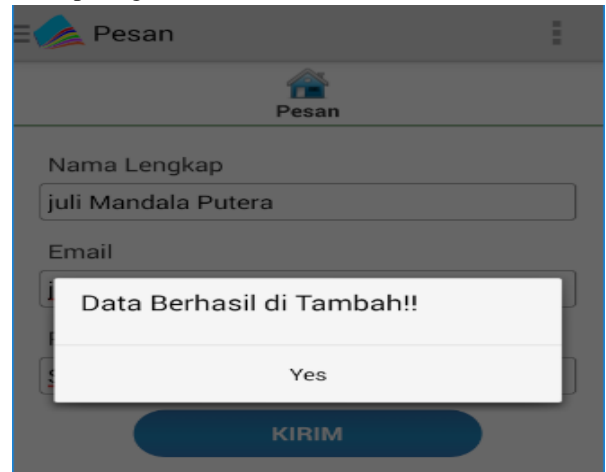 Pesan
Pesan
Nama Lengkap
juli Mandala Putera
Email
Data Berhasil di Tambah!!
Yes
KIRIM